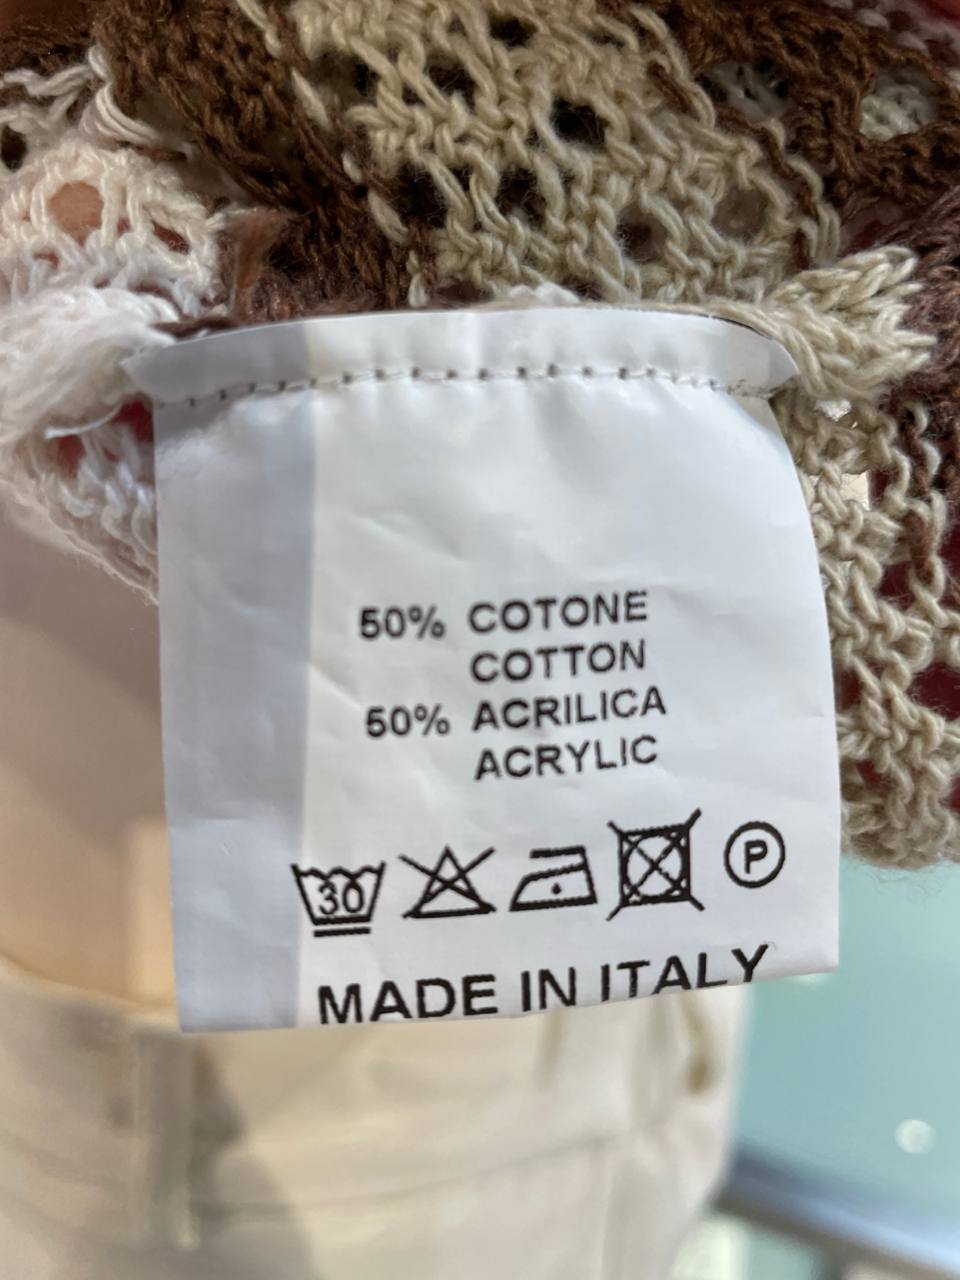 50% COTONE
COTTON
50% ACRILICA
ACRYLIC
30 P
MADE IN ITALY